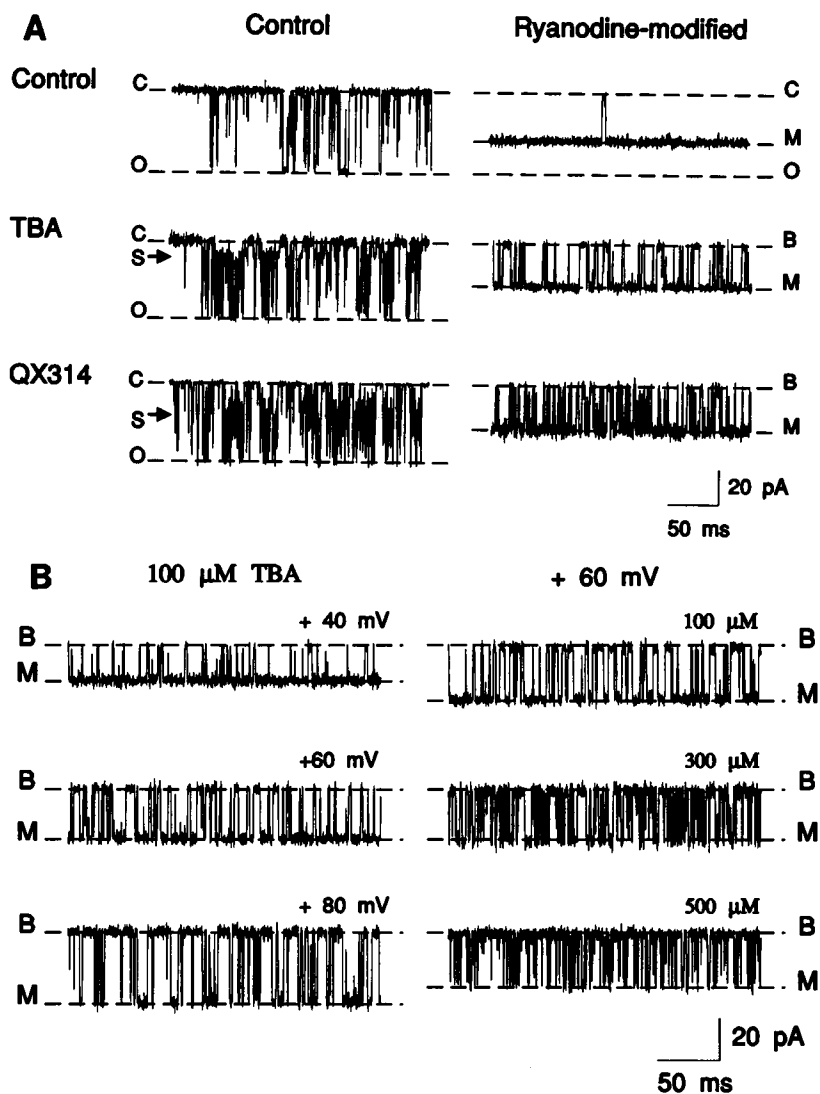 A
Control Ryanodine-modified
Control C C
M
O O
TBA C B
S
O M
QX314 C B
S
O M
20 pA
50 ms
B 100 μM TBA + 60 mV
+ 40 mV 100 μM
B B
M M
+60 mV 300 μM
B B
M M
+ 80 mV 500 μM
B B
M M
20 pA
50 ms